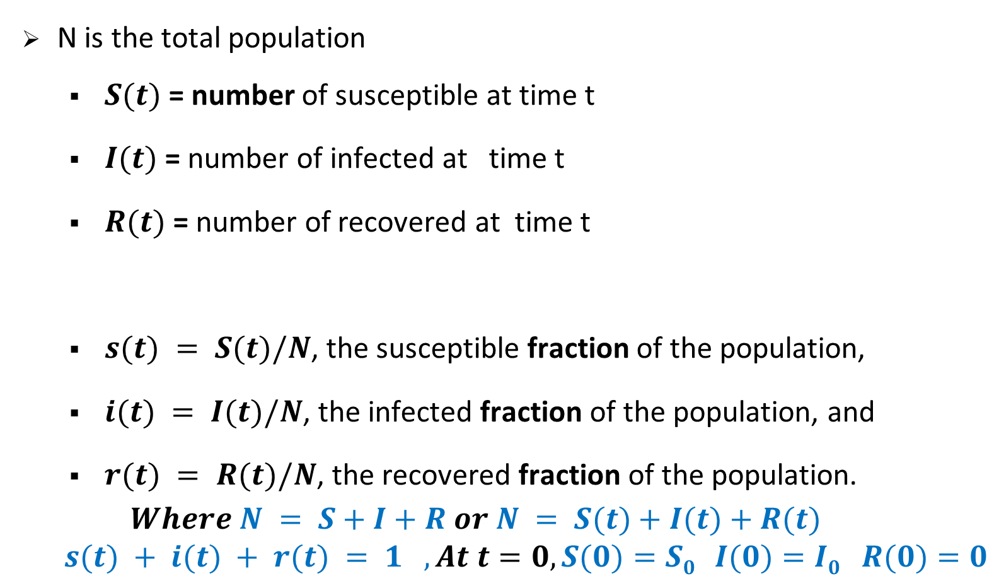 ➢ N is the total population
▪ S(t) = number of susceptible at time t
▪ I(t) = number of infected at time t
▪ R(t) = number of recovered at time t
▪ s(t) = S(t)/N, the susceptible fraction of the population,
▪ i(t) = I(t)/N, the infected fraction of the population, and
▪ r(t) = R(t)/N, the recovered fraction of the population.
Where N = S + I + R or N = S(t) + I(t) + R(t)
s(t) + i(t) + r(t) = 1 , At t = 0, S(0) = S₀ I(0) = I₀ R(0) = 0